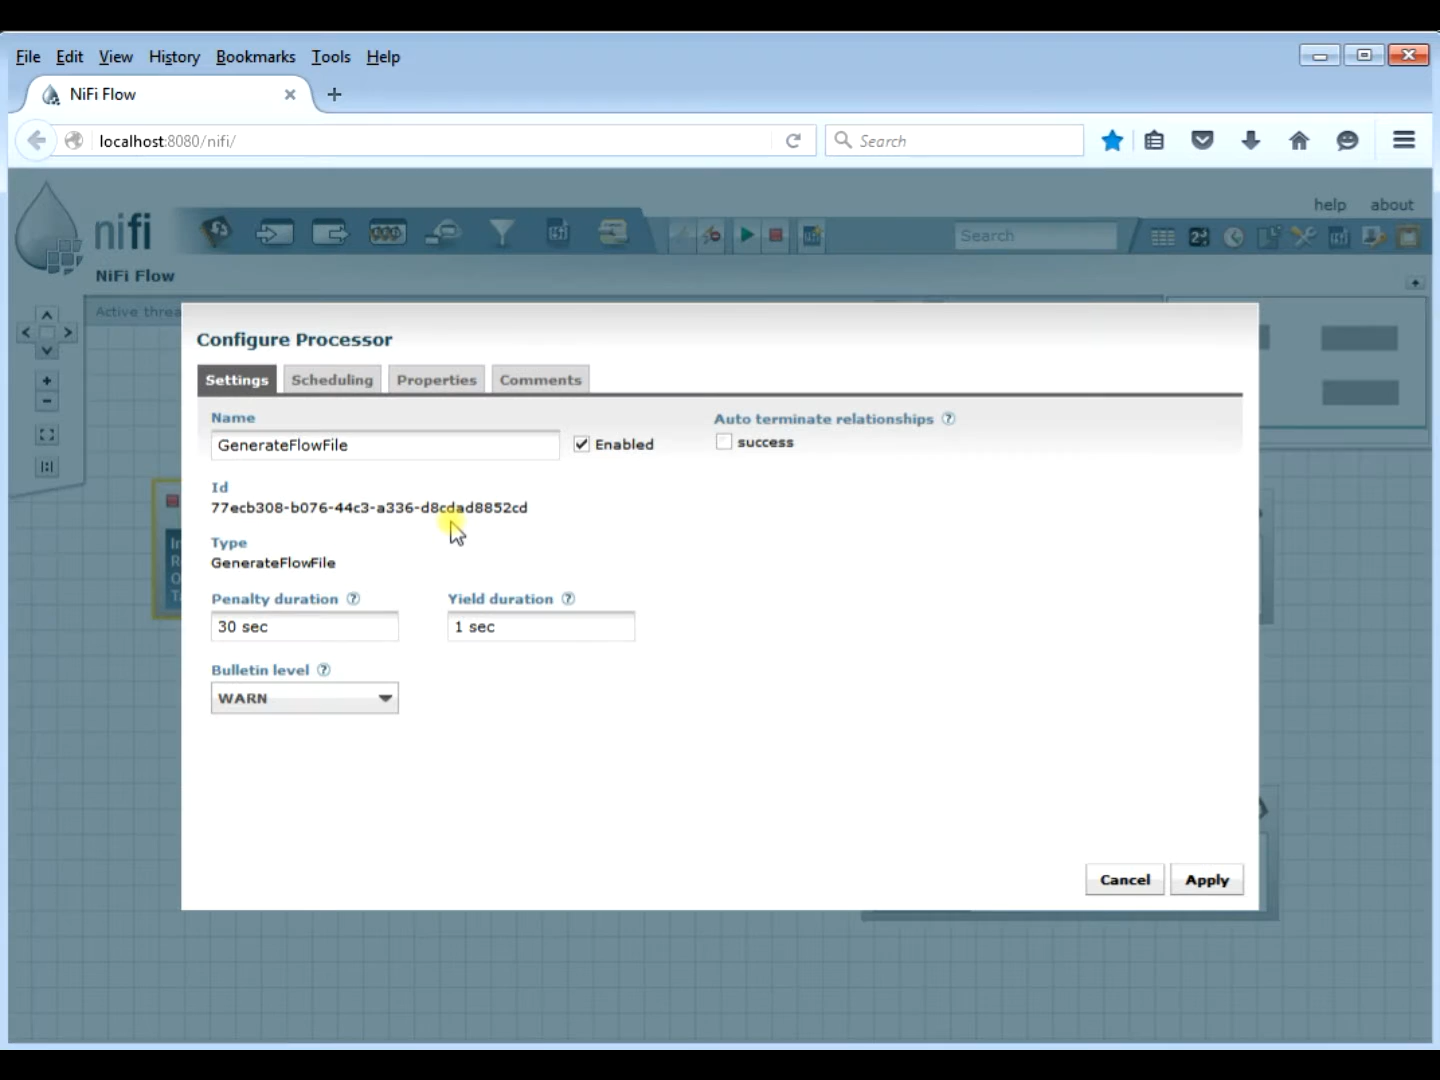 File Edit View History Bookmarks Tools Help
NiFi Flow
localhost:8080/nifi/
Search
nifi
help about
Search
NiFi Flow
Active threa
Configure Processor
Settings Scheduling Properties Comments
Name
GenerateFlowFile
Enabled
Auto terminate relationships
success
Id
77ecb308-b076-44c3-a336-d8cdad8852cd
Type
GenerateFlowFile
Penalty duration
30 sec
Yield duration
1 sec
Bulletin level
WARN
Cancel Apply